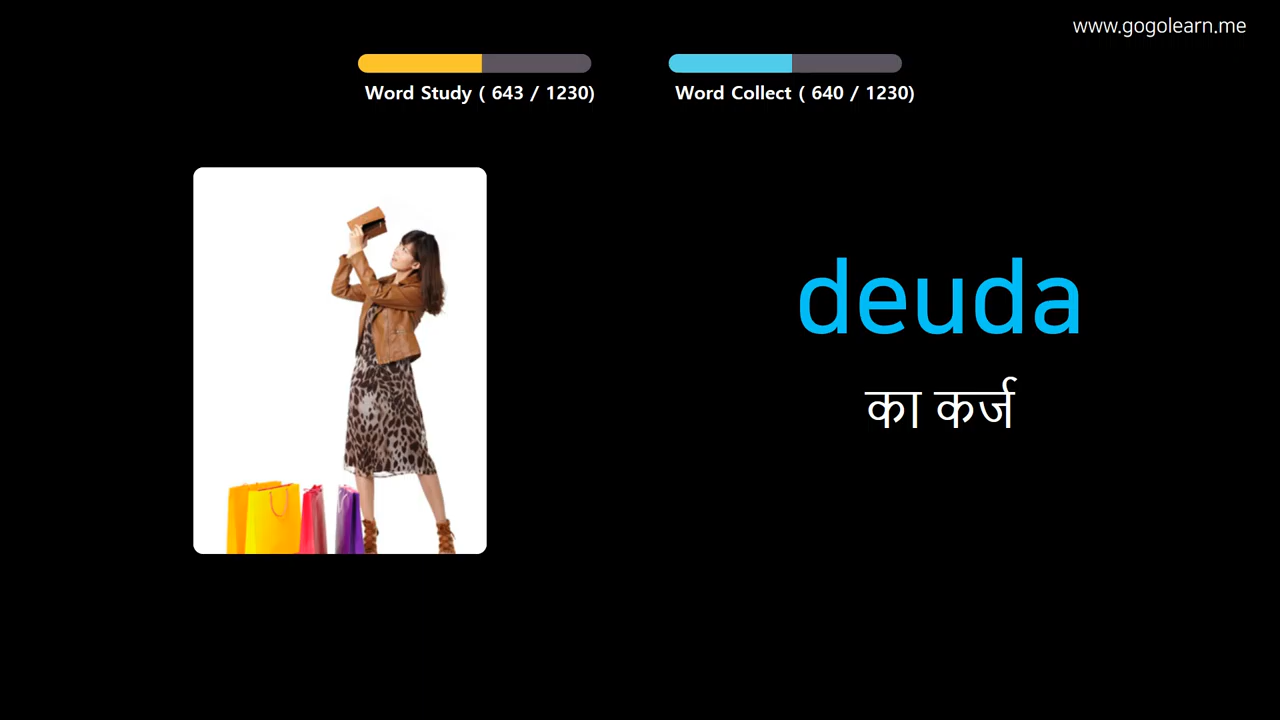 www.gogolearn.me
Word Study ( 643 / 1230)
Word Collect ( 640 / 1230)
deuda
का कर्ज